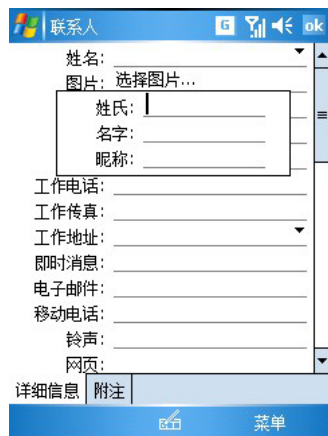 联系人 G ok
姓名:
图片: 选择图片...
姓氏:
名字:
昵称:
工作电话:
工作传真:
工作地址:
即时消息:
电子邮件:
移动电话:
铃声:
网页:
详细信息 附注
菜单